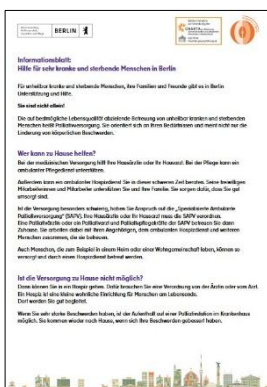 BERLIN
Informationsblatt:
Hilfe für sehr kranke und sterbende Menschen in Berlin
Für unheilbar kranke und sterbende Menschen, ihre Familien und Freunde gibt es in Berlin
Unterstützung und Hilfe.
Sie sind nicht allein!
Die auf bestmögliche Lebensqualität abzielende Betreuung von unheilbar kranken und sterbenden
Menschen heißt Palliativversorgung. Sie orientiert sich an Ihren Bedürfnissen und meint nicht nur die
Linderung von körperlichen Beschwerden.
Wer kann zu Hause helfen?
Bei der medizinischen Versorgung hilft Ihre Hausärztin oder Ihr Hausarzt. Bei der Pflege kann ein
ambulanter Pflegedienst unterstützen.
Außerdem kann ein ambulanter Hospizdienst Sie in dieser schweren Zeit beraten. Seine freiwilligen
Mitarbeiterinnen und Mitarbeiter unterstützen Sie und Ihre Familie. Sie sorgen dafür, dass Sie gut
umsorgt sind.
Ist die Versorgung besonders schwierig, haben Sie Anspruch auf die „Spezialisierte Ambulante
Palliativversorgung“ (SAPV). Ihre Hausärztin oder Ihr Hausarzt muss die SAPV verordnen.
Eine Palliativärztin oder ein Palliativarzt und Palliativpflegekräfte der SAPV betreuen Sie dann
Zuhause. Sie arbeiten dabei mit Ihren Angehörigen, dem ambulanten Hospizdienst und weiteren
Menschen zusammen, die sie betreuen.
Auch Menschen, die zum Beispiel in einem Heim oder einer Wohngemeinschaft leben, können so
versorgt und durch einen Hospizdienst betreut werden.
Ist die Versorgung zu Hause nicht möglich?
Dann können Sie in ein Hospiz gehen. Dafür brauchen Sie eine Verordnung von der Ärztin oder vom Arzt.
Ein Hospiz ist eine kleine wohnliche Einrichtung für Menschen am Lebensende.
Dort werden Sie gut begleitet.
Wenn Sie sehr starke Beschwerden haben, ist der Aufenthalt auf einer Palliativstation im Krankenhaus
möglich. Sie kommen wieder nach Hause, wenn sich Ihre Beschwerden gebessert haben.